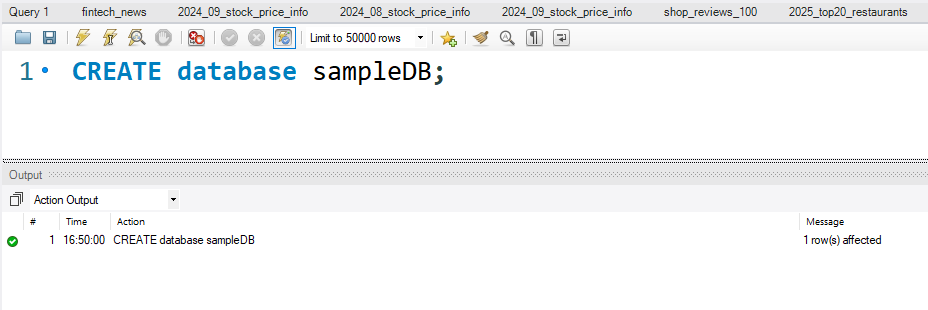 Query 1 fintech_news 2024_09_stock_price_info 2024_08_stock_price_info 2024_09_stock_price_info shop_reviews_100 2025_top20_restaurants
Limit to 50000 rows
1 CREATE database sampleDB;
Output
Action Output
# Time Action Message
1 16:50:00 CREATE database sampleDB 1 row(s) affected